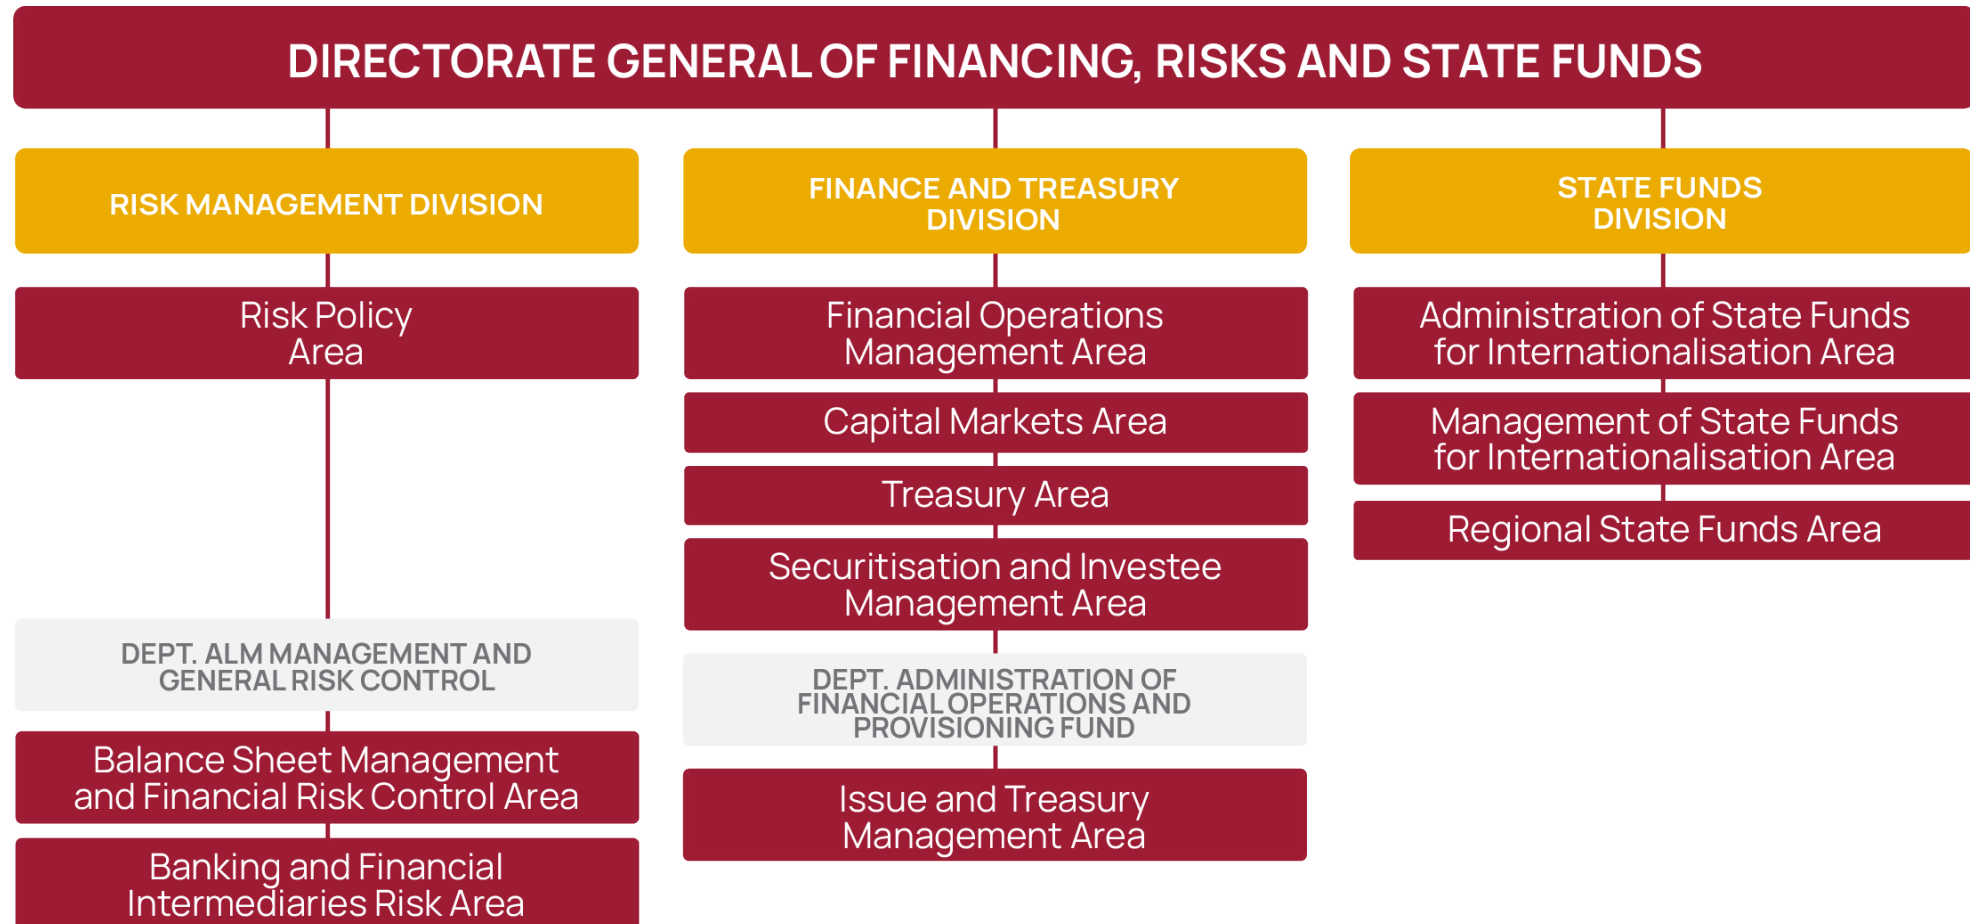 DIRECTORATE GENERAL OF FINANCING, RISKS AND STATE FUNDS
RISK MANAGEMENT DIVISION
Risk Policy
Area
DEPT. ALM MANAGEMENT AND
GENERAL RISK CONTROL
Balance Sheet Management
and Financial Risk Control Area
Banking and Financial
Intermediaries Risk Area
FINANCE AND TREASURY
DIVISION
Financial Operations
Management Area
Capital Markets Area
Treasury Area
Securitisation and Investee
Management Area
DEPT. ADMINISTRATION OF
FINANCIAL OPERATIONS AND
PROVISIONING FUND
Issue and Treasury
Management Area
STATE FUNDS
DIVISION
Administration of State Funds
for Internationalisation Area
Management of State Funds
for Internationalisation Area
Regional State Funds Area